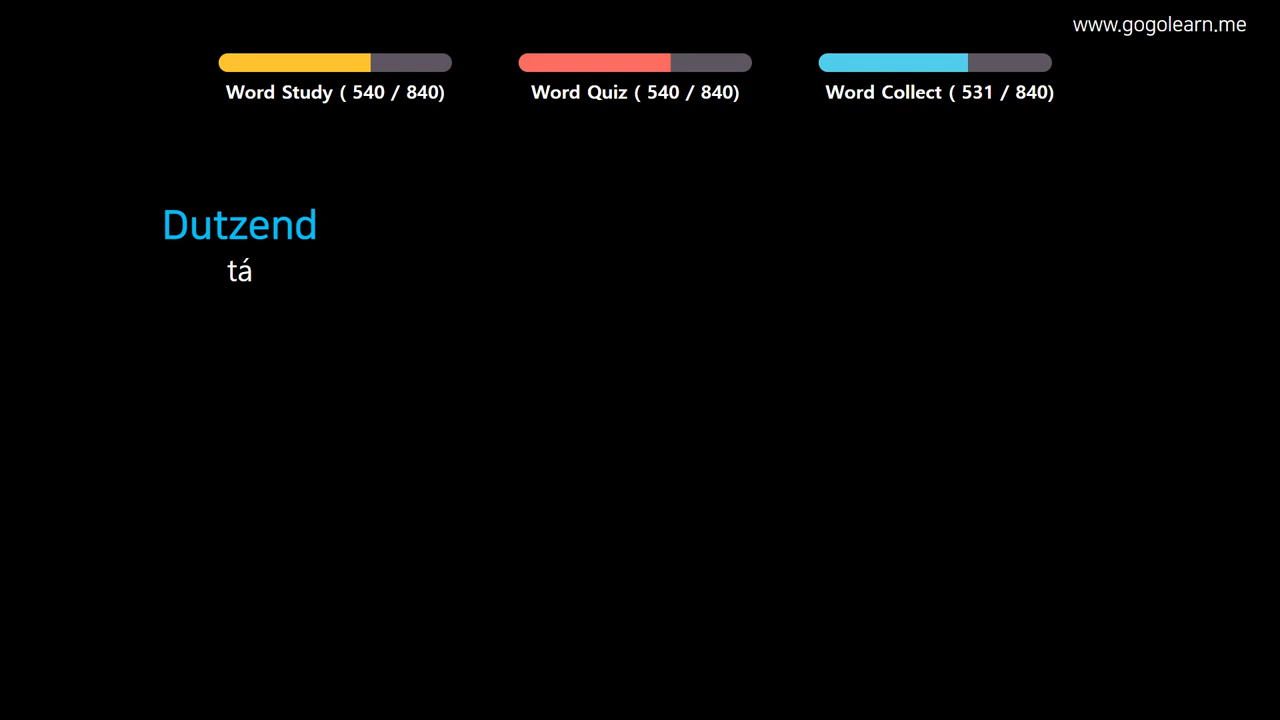 www.gogolearn.me
Word Study ( 540 / 840)
Word Quiz ( 540 / 840)
Word Collect ( 531 / 840)
Dutzend
tá